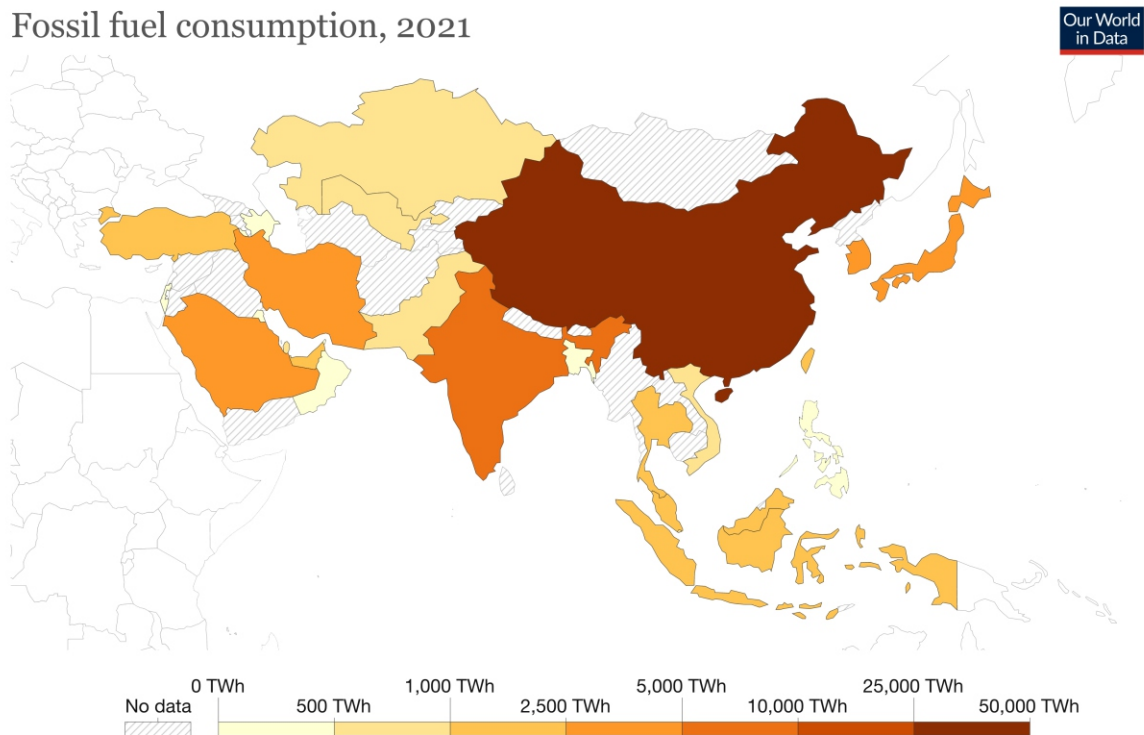 Fossil fuel consumption, 2021
Our World
in Data
0 TWh 1,000 TWh 5,000 TWh 25,000 TWh
No data 500 TWh 2,500 TWh 10,000 TWh 50,000 TWh